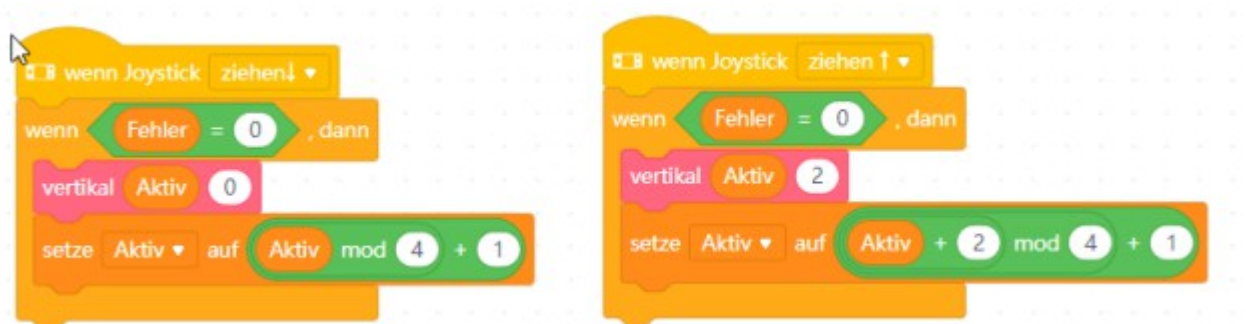 wenn Joystick ziehen↓ ▾
wenn Fehler = 0 , dann
vertikal Aktiv 0
setze Aktiv ▾ auf Aktiv mod 4 + 1
wenn Joystick ziehen ↑ ▾
wenn Fehler = 0 , dann
vertikal Aktiv 2
setze Aktiv ▾ auf Aktiv + 2 mod 4 + 1